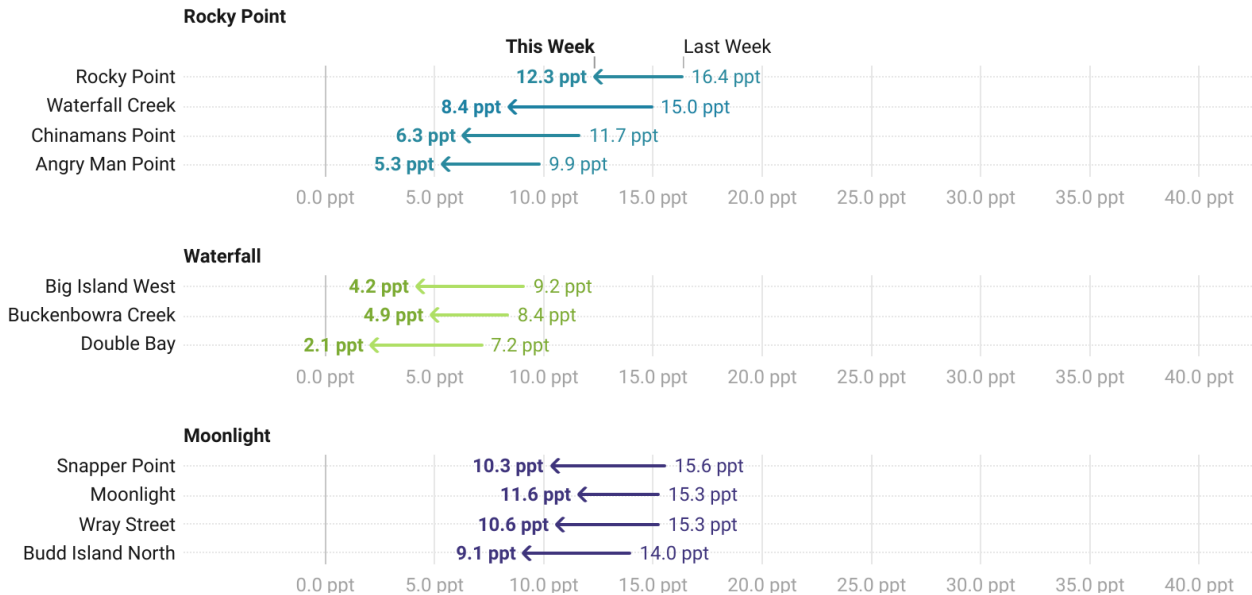 Rocky Point
This Week Last Week
Rocky Point 12.3 ppt 16.4 ppt
Waterfall Creek 8.4 ppt 15.0 ppt
Chinamans Point 6.3 ppt 11.7 ppt
Angry Man Point 5.3 ppt 9.9 ppt
0.0 ppt 5.0 ppt 10.0 ppt 15.0 ppt 20.0 ppt 25.0 ppt 30.0 ppt 35.0 ppt 40.0 ppt
Waterfall
Big Island West 4.2 ppt 9.2 ppt
Buckenbowra Creek 4.9 ppt 8.4 ppt
Double Bay 2.1 ppt 7.2 ppt
0.0 ppt 5.0 ppt 10.0 ppt 15.0 ppt 20.0 ppt 25.0 ppt 30.0 ppt 35.0 ppt 40.0 ppt
Moonlight
Snapper Point 10.3 ppt 15.6 ppt
Moonlight 11.6 ppt 15.3 ppt
Wray Street 10.6 ppt 15.3 ppt
Budd Island North 9.1 ppt 14.0 ppt
0.0 ppt 5.0 ppt 10.0 ppt 15.0 ppt 20.0 ppt 25.0 ppt 30.0 ppt 35.0 ppt 40.0 ppt